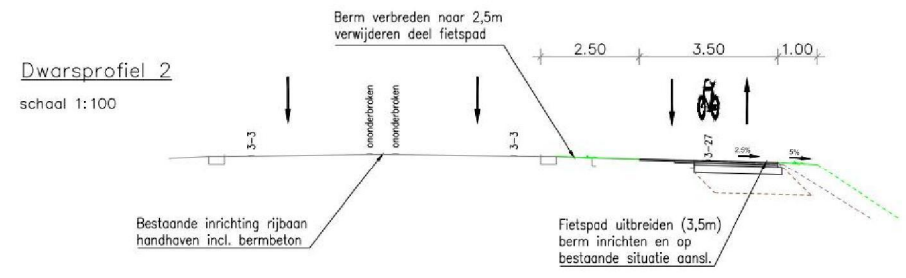 Berm verbreden naar 2,5m
verwijderen deel fietspad
2.50
3.50
1.00
Dwarsprofiel 2
schaal 1:100
3-3
ononderbroken
ononderbroken
3-3
3-27
2.5%
5%
Bestaande inrichting rijbaan
handhaven incl. bermbeton
Fietspad uitbreiden (3,5m)
berm inrichten en op
bestaande situatie aansl.